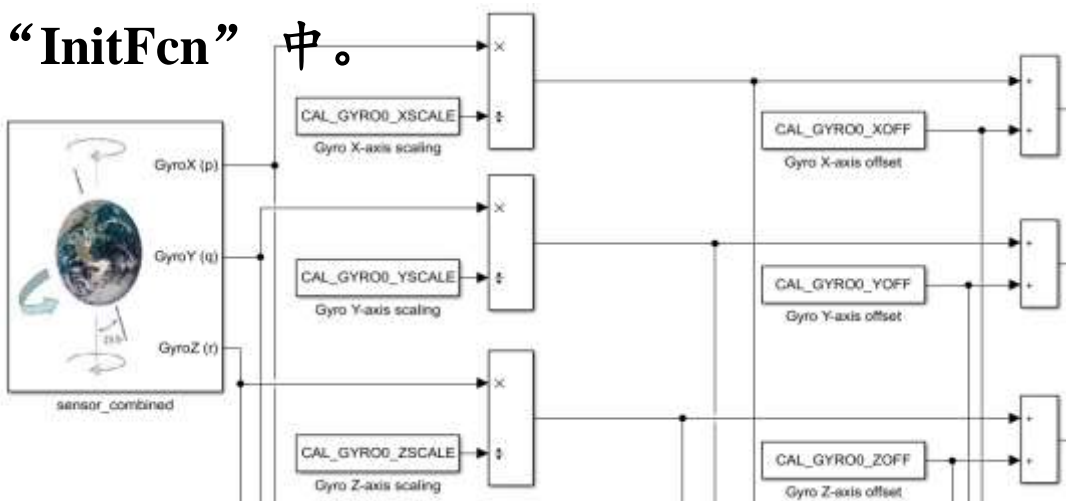 “InitFcn” 中。
CAL_GYRO0_XSCALE
Gyro X-axis scaling
CAL_GYRO0_XOFF
Gyro X-axis offset
GyroX (p)
GyroY (q)
CAL_GYRO0_YSCALE
Gyro Y-axis scaling
CAL_GYRO0_YOFF
Gyro Y-axis offset
GyroZ (r)
sensor_combined
CAL_GYRO0_ZSCALE
Gyro Z-axis scaling
CAL_GYRO0_ZOFF
Gyro Z-axis offset